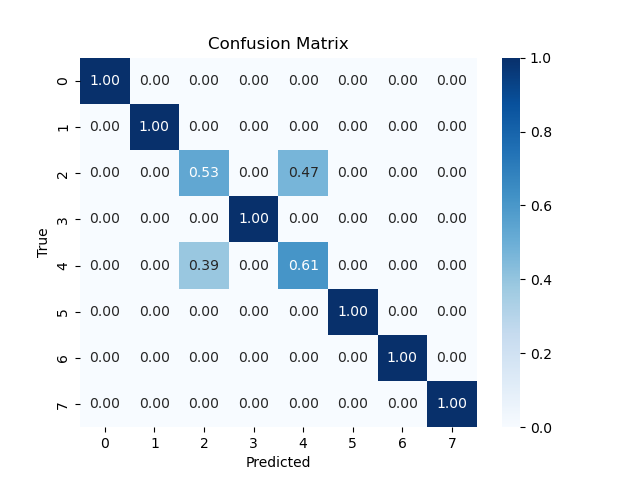 Confusion Matrix
True
0 1.00 0.00 0.00 0.00 0.00 0.00 0.00 0.00
1 0.00 1.00 0.00 0.00 0.00 0.00 0.00 0.00
2 0.00 0.00 0.53 0.00 0.47 0.00 0.00 0.00
3 0.00 0.00 0.00 1.00 0.00 0.00 0.00 0.00
4 0.00 0.00 0.39 0.00 0.61 0.00 0.00 0.00
5 0.00 0.00 0.00 0.00 0.00 1.00 0.00 0.00
6 0.00 0.00 0.00 0.00 0.00 0.00 1.00 0.00
7 0.00 0.00 0.00 0.00 0.00 0.00 0.00 1.00
0 1 2 3 4 5 6 7
Predicted
1.0
0.8
0.6
0.4
0.2
0.0